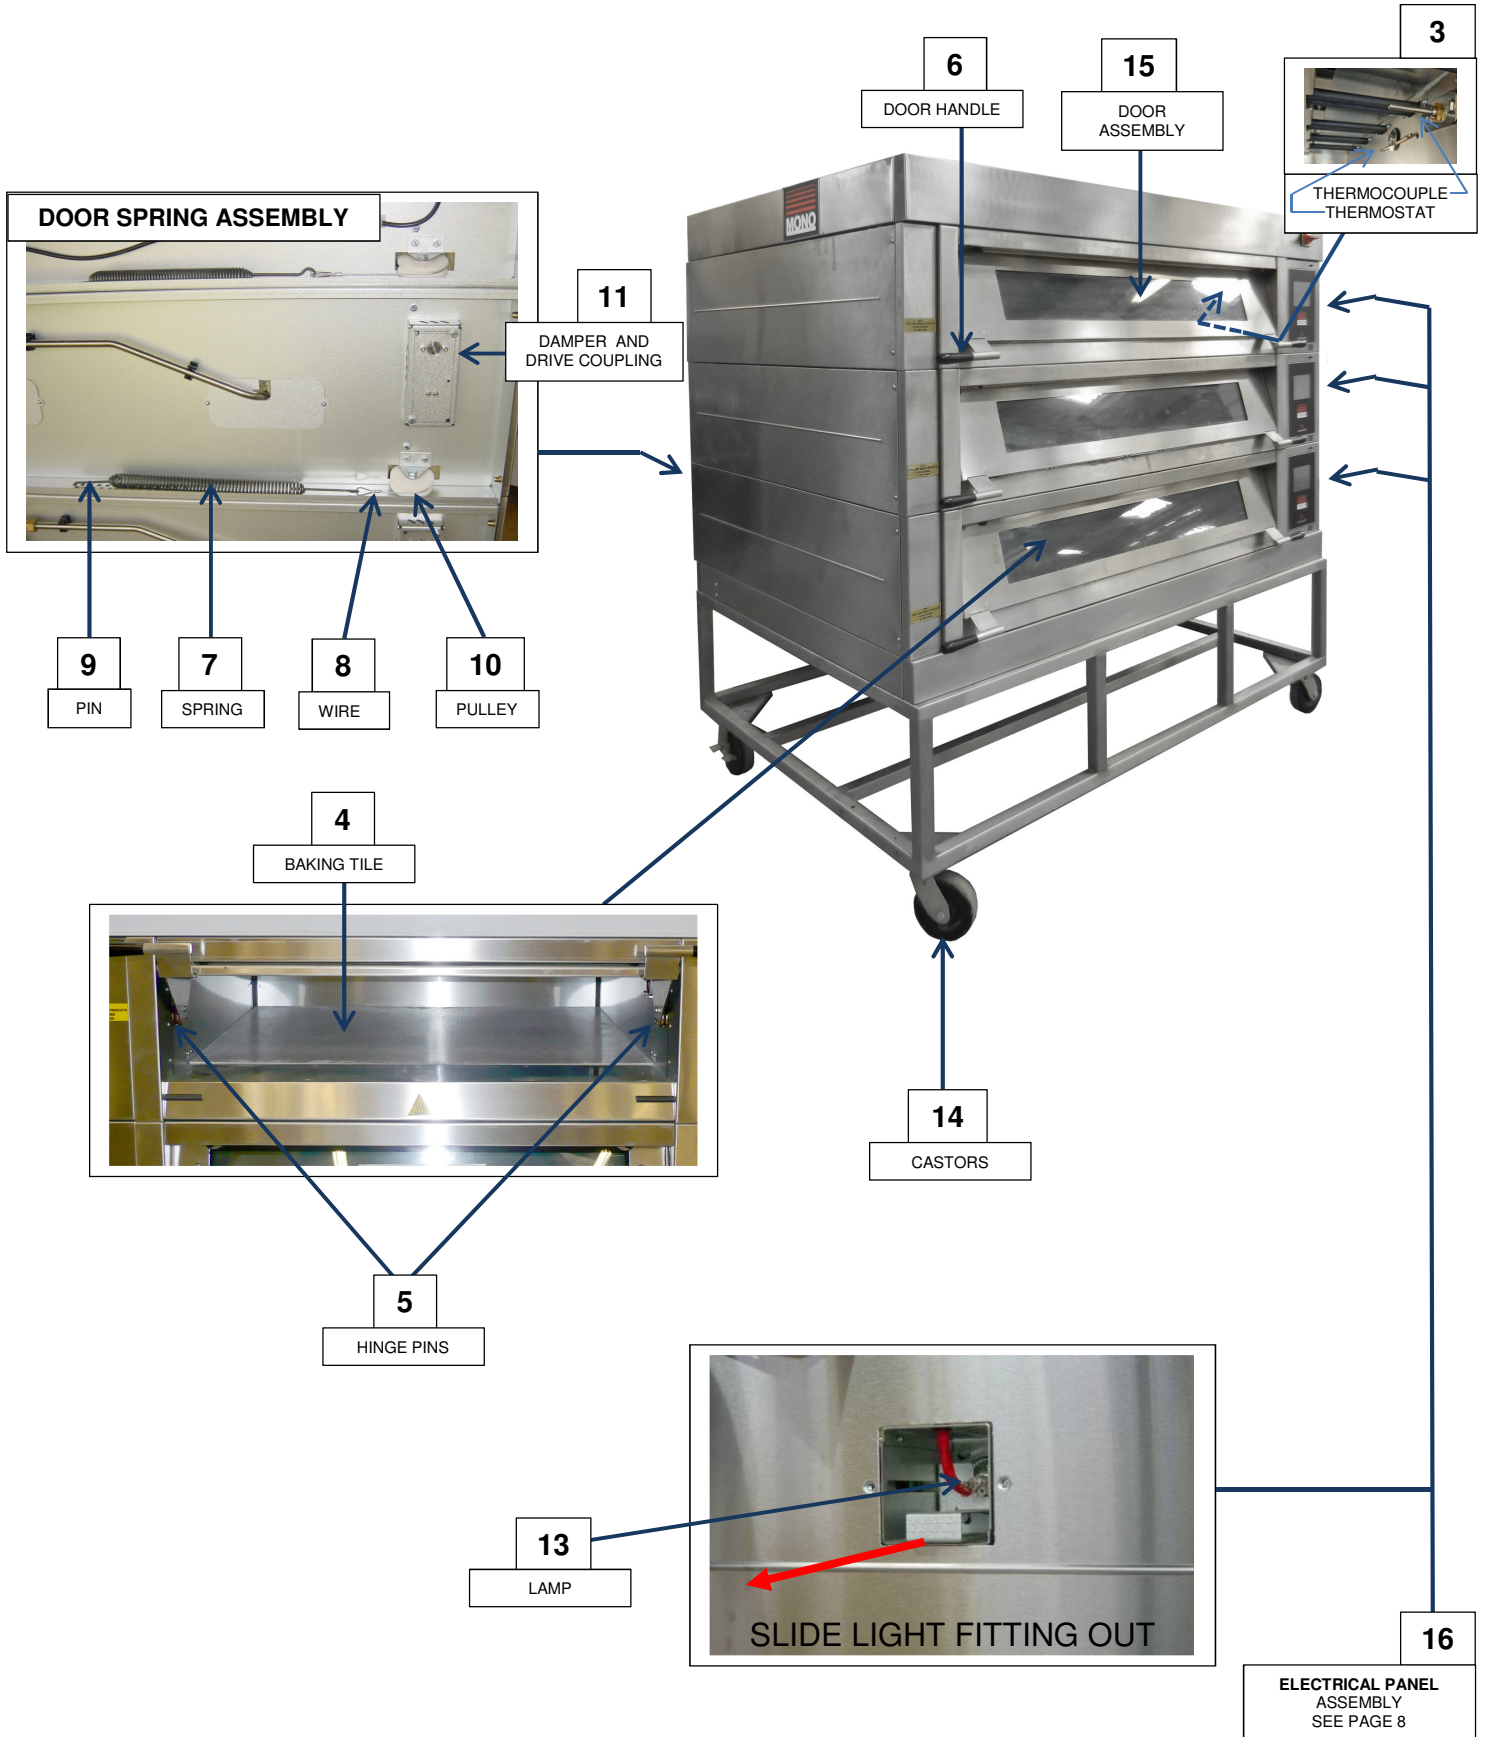 3
6
15
DOOR HANDLE
DOOR
ASSEMBLY
THERMOCOUPLE
THERMOSTAT
DOOR SPRING ASSEMBLY
MONO
11
DAMPER AND
DRIVE COUPLING
9
PIN
7
SPRING
8
WIRE
10
PULLEY
4
BAKING TILE
14
CASTORS
5
HINGE PINS
13
LAMP
SLIDE LIGHT FITTING OUT
16
ELECTRICAL PANEL
ASSEMBLY
SEE PAGE 8